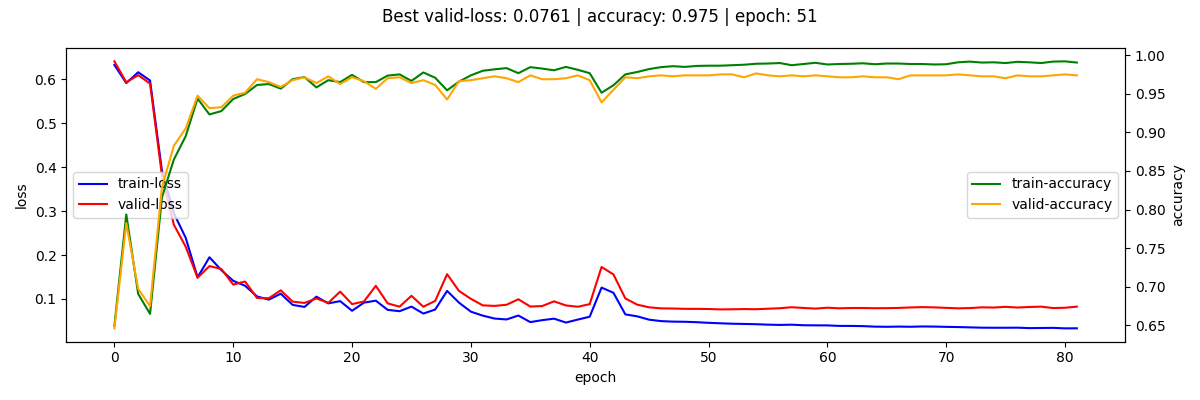 Best valid-loss: 0.0761 | accuracy: 0.975 | epoch: 51
loss
0.6
0.5
0.4
0.3
0.2
0.1
train-loss
valid-loss
train-accuracy
valid-accuracy
1.00
0.95
0.90
0.85
0.80
0.75
0.70
0.65
accuracy
0 10 20 30 40 50 60 70 80
epoch